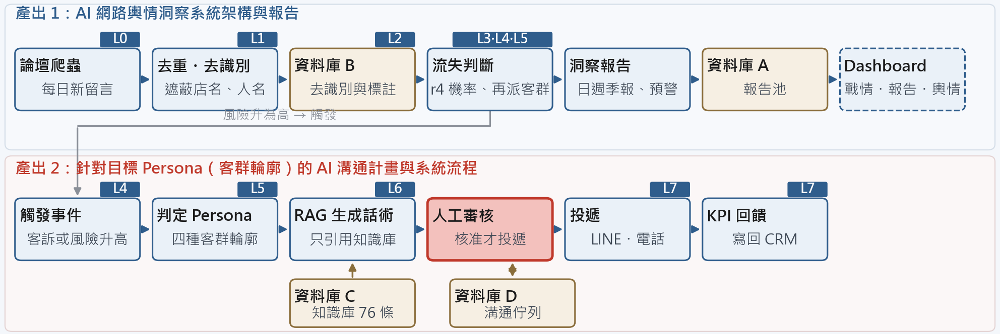 產出 1：AI 網路輿情洞察系統架構與報告
L0
L1
L2
L3·L4·L5
論壇爬蟲
每日新留言
去重．去識別
遮蔽店名、人名
資料庫 B
去識別與標註
流失判斷
r4 機率、再派客群
洞察報告
日週季報、預警
資料庫 A
報告池
Dashboard
戰情．報告．輿情
風險升為高 → 觸發
產出 2：針對目標 Persona（客群輪廓）的 AI 溝通計畫與系統流程
L4
L5
L6
L7
L7
觸發事件
客訴或風險升高
判定 Persona
四種客群輪廓
RAG 生成話術
只引用知識庫
人工審核
核准才投遞
投遞
LINE．電話
KPI 回饋
寫回 CRM
資料庫 C
知識庫 76 條
資料庫 D
溝通佇列